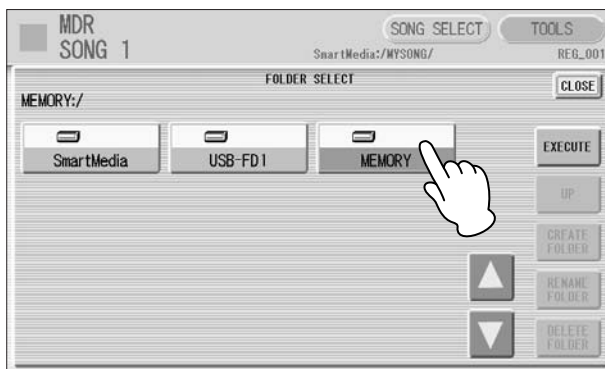 MDR
SONG 1
SONG SELECT
TOOLS
SmartMedia:/MYSONG/
REG_001
FOLDER SELECT
CLOSE
MEMORY:/
SmartMedia
USB-FD1
MEMORY
EXECUTE
UP
CREATE
FOLDER
RENAME
FOLDER
DELETE
FOLDER